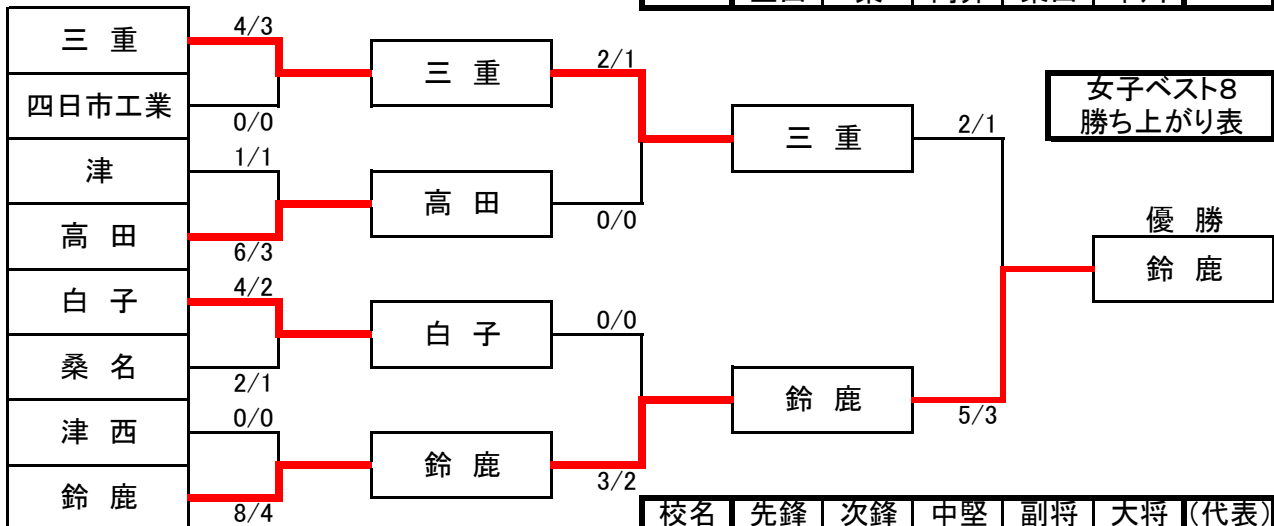 三重
4/3
四日市工業
0/0
津
1/1
高田
6/3
白子
4/2
桑名
2/1
津西
0/0
鈴鹿
8/4
三重
2/1
高田
0/0
白子
0/0
鈴鹿
3/2
三重
2/1
鈴鹿
5/3
女子ベスト8
勝ち上がり表
優勝
鈴鹿
校名 先鋒 次鋒 中堅 副将 大将 (代表)